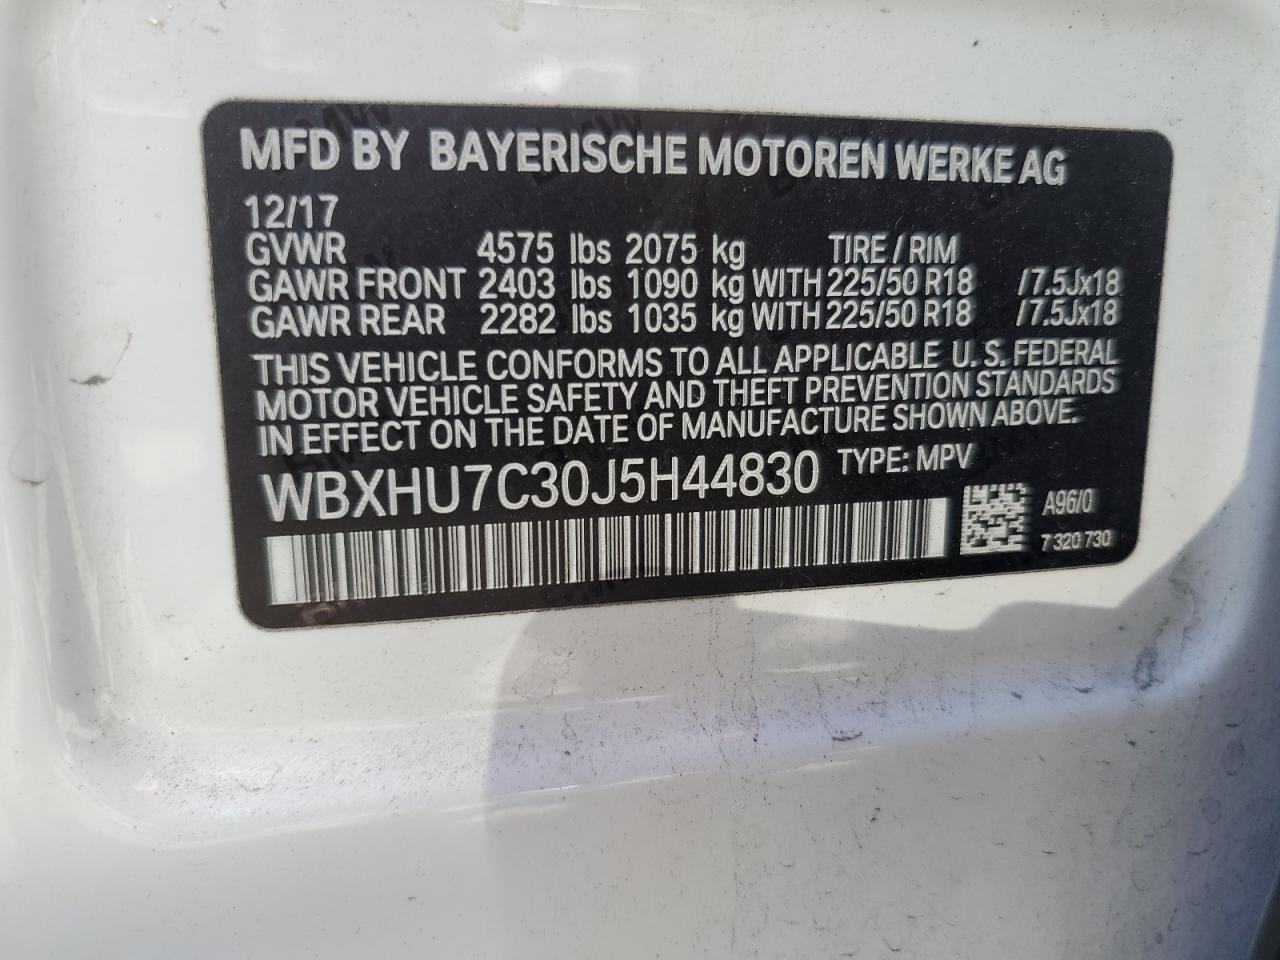 MFD BY BAYERISCHE MOTOREN WERKE AG
12/17
GVWR 4575 lbs 2075 kg TIRE / RIM
GAWR FRONT 2403 lbs 1090 kg WITH 225/50 R18 /7.5Jx18
GAWR REAR 2282 lbs 1035 kg WITH 225/50 R18 /7.5Jx18
THIS VEHICLE CONFORMS TO ALL APPLICABLE U. S. FEDERAL
MOTOR VEHICLE SAFETY AND THEFT PREVENTION STANDARDS
IN EFFECT ON THE DATE OF MANUFACTURE SHOWN ABOVE.
WBXHU7C30J5H44830 TYPE: MPV
A96/0
7 320 730